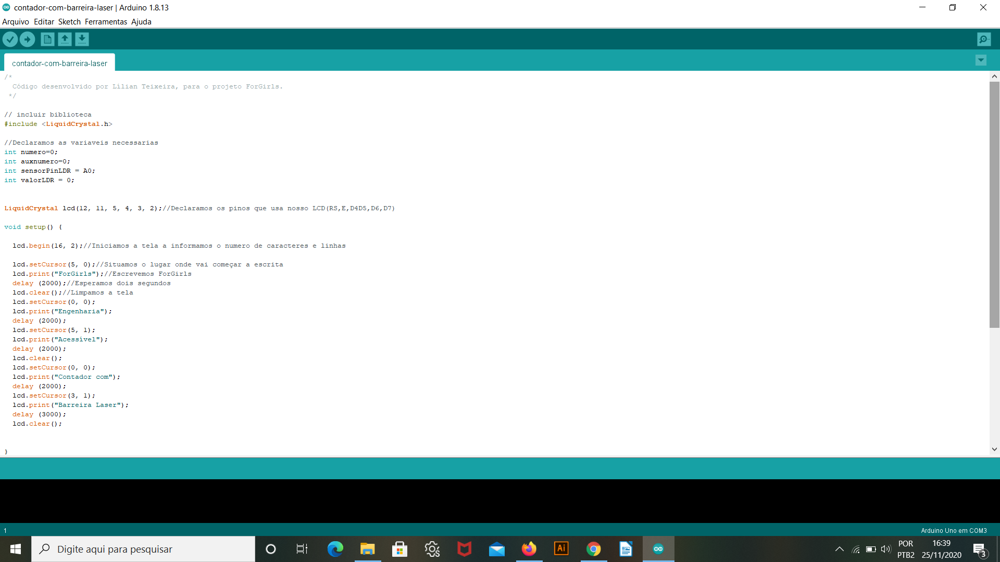 contador-com-barreira-laser | Arduino 1.8.13
Arquivo Editar Sketch Ferramentas Ajuda
contador-com-barreira-laser
/*
  Código desenvolvido por Lílian Teixeira, para o projeto ForGirls.
 */
// incluir biblioteca
#include <LiquidCrystal.h>
//Declaramos as variaveis necessarias
int numero=0;
int auxnumero=0;
int sensorPinLDR = A0;
int valorLDR = 0;
LiquidCrystal lcd(12, 11, 5, 4, 3, 2);//Declaramos os pinos que usa nosso LCD(RS,E,D4D5,D6,D7)
void setup() {
  lcd.begin(16, 2);//Iniciamos a tela a informamos o numero de caracteres e linhas
  lcd.setCursor(5, 0);//Situamos o lugar onde vai começar a escrita
  lcd.print("ForGirls");//Escrevemos ForGirls
  delay (2000);//Esperamos dois segundos
  lcd.clear();//Limpamos a tela
  lcd.setCursor(0, 0);
  lcd.print("Engenharia");
  delay (2000);
  lcd.setCursor(5, 1);
  lcd.print("Acessível");
  delay (2000);
  lcd.clear();
  lcd.setCursor(0, 0);
  lcd.print("Contador com");
  delay (2000);
  lcd.setCursor(3, 1);
  lcd.print("Barreira Laser");
  delay (3000);
  lcd.clear();
}
1
Arduino Uno em COM3
Digite aqui para pesquisar
Ai
POR
PTB2
16:39
25/11/2020
3